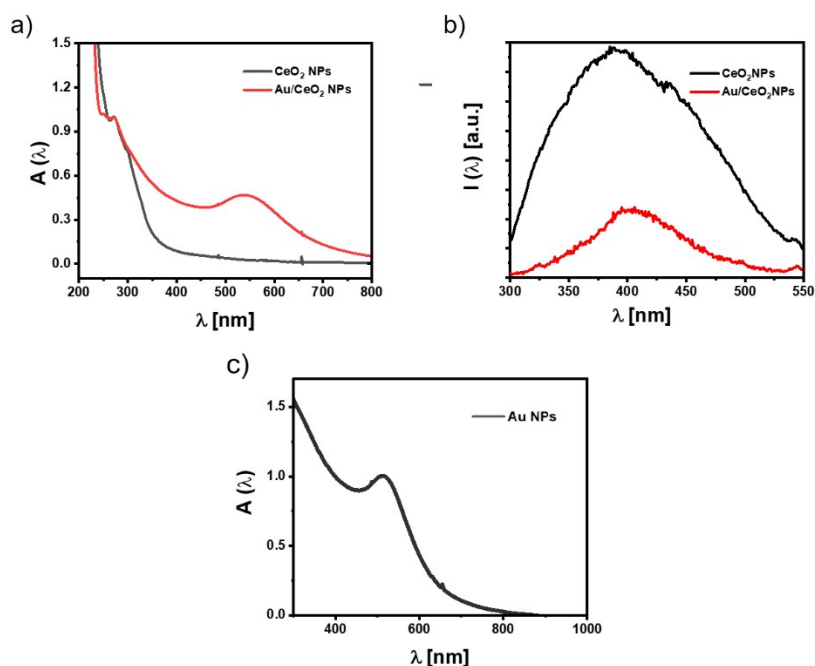 a)
1.5
1.2
0.9
0.6
0.3
0.0
A (λ)
CeO₂ NPs
Au/CeO₂ NPs
200 300 400 500 600 700 800
λ [nm]
b)
I (λ) [a.u.]
CeO₂NPs
Au/CeO₂NPs
300 350 400 450 500 550
λ [nm]
c)
1.5
1.0
0.5
0.0
A (λ)
Au NPs
400 600 800 1000
λ [nm]